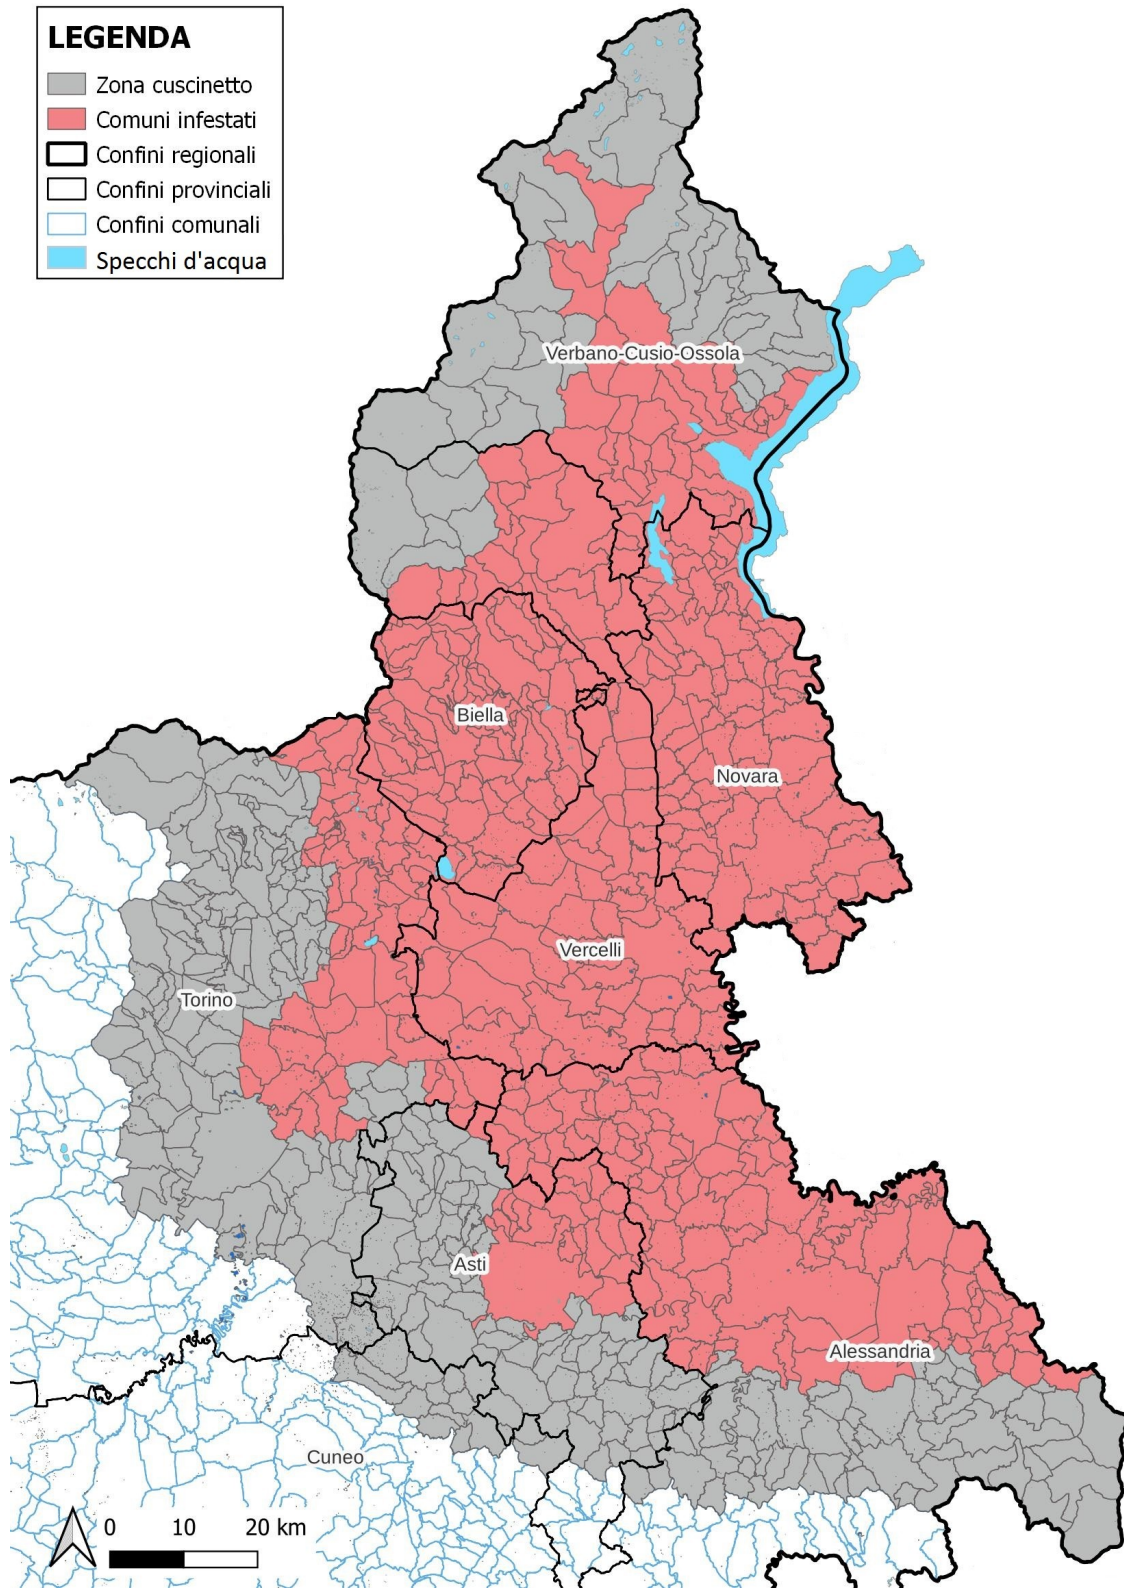 LEGENDA
Zona cuscinetto
Comuni infestati
Confini regionali
Confini provinciali
Confini comunali
Specchi d'acqua
Verbano-Cusio-Ossola
Biella
Novara
Vercelli
Torino
Asti
Alessandria
Cuneo
0 10 20 km